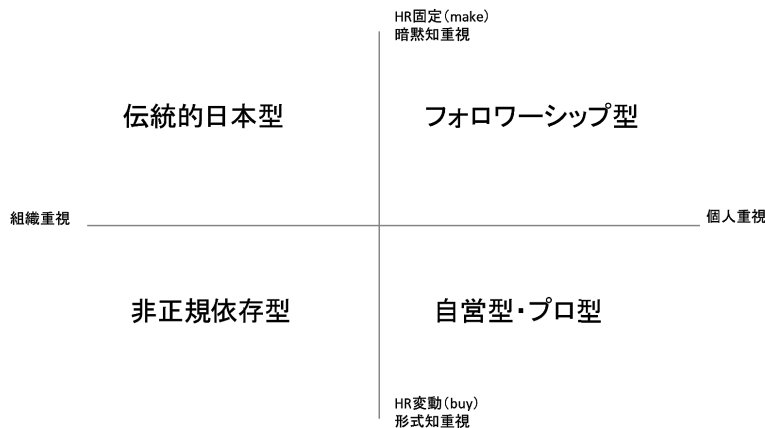 HR固定（make）
暗黙知重視
伝統的日本型
フォロワーシップ型
組織重視
個人重視
非正規依存型
自営型・プロ型
HR変動（buy）
形式知重視